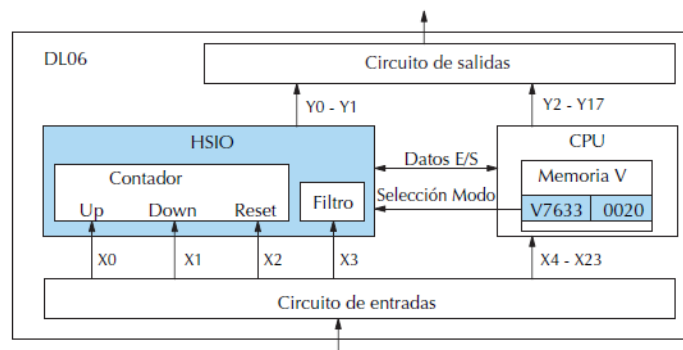 DL06
Circuito de salidas
Y0 - Y1
Y2 - Y17
HSIO
CPU
Datos E/S
Contador
Memoria V
Filtro
Selección Modo
Up Down Reset
V7633 0020
X0 X1 X2 X3 X4 - X23
Circuito de entradas